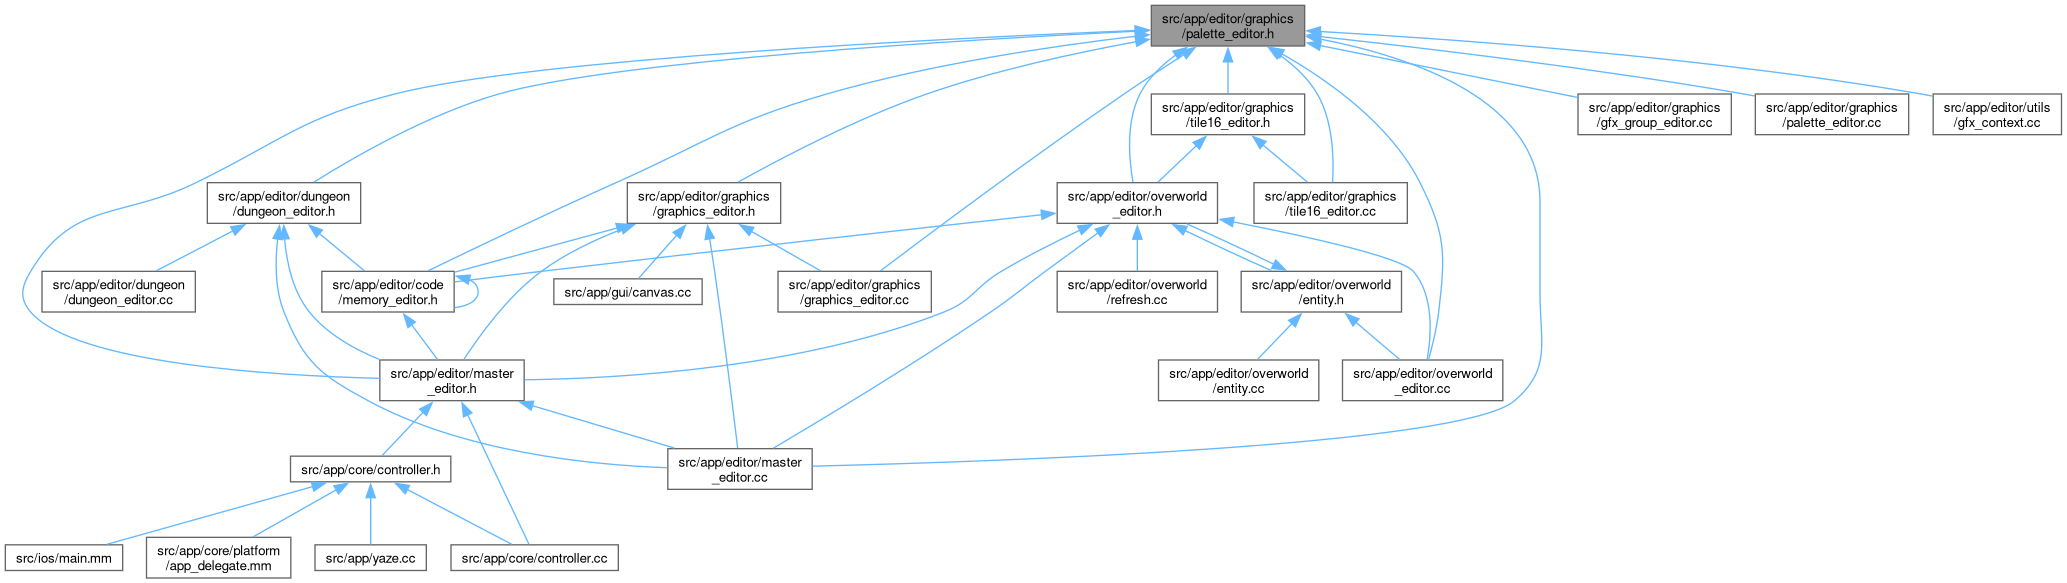 src/app/editor/graphics
/palette_editor.h
src/app/editor/graphics
/tile16_editor.h
src/app/editor/graphics
/gfx_group_editor.cc
src/app/editor/graphics
/palette_editor.cc
src/app/editor/utils
/gfx_context.cc
src/app/editor/dungeon
/dungeon_editor.h
src/app/editor/graphics
/graphics_editor.h
src/app/editor/overworld
_editor.h
src/app/editor/graphics
/tile16_editor.cc
src/app/editor/dungeon
/dungeon_editor.cc
src/app/editor/code
/memory_editor.h
src/app/gui/canvas.cc
src/app/editor/graphics
/graphics_editor.cc
src/app/editor/overworld
/refresh.cc
src/app/editor/overworld
/entity.h
src/app/editor/master
_editor.h
src/app/editor/overworld
/entity.cc
src/app/editor/overworld
_editor.cc
src/app/core/controller.h
src/app/editor/master
_editor.cc
src/ios/main.mm
src/app/core/platform
/app_delegate.mm
src/app/yaze.cc
src/app/core/controller.cc